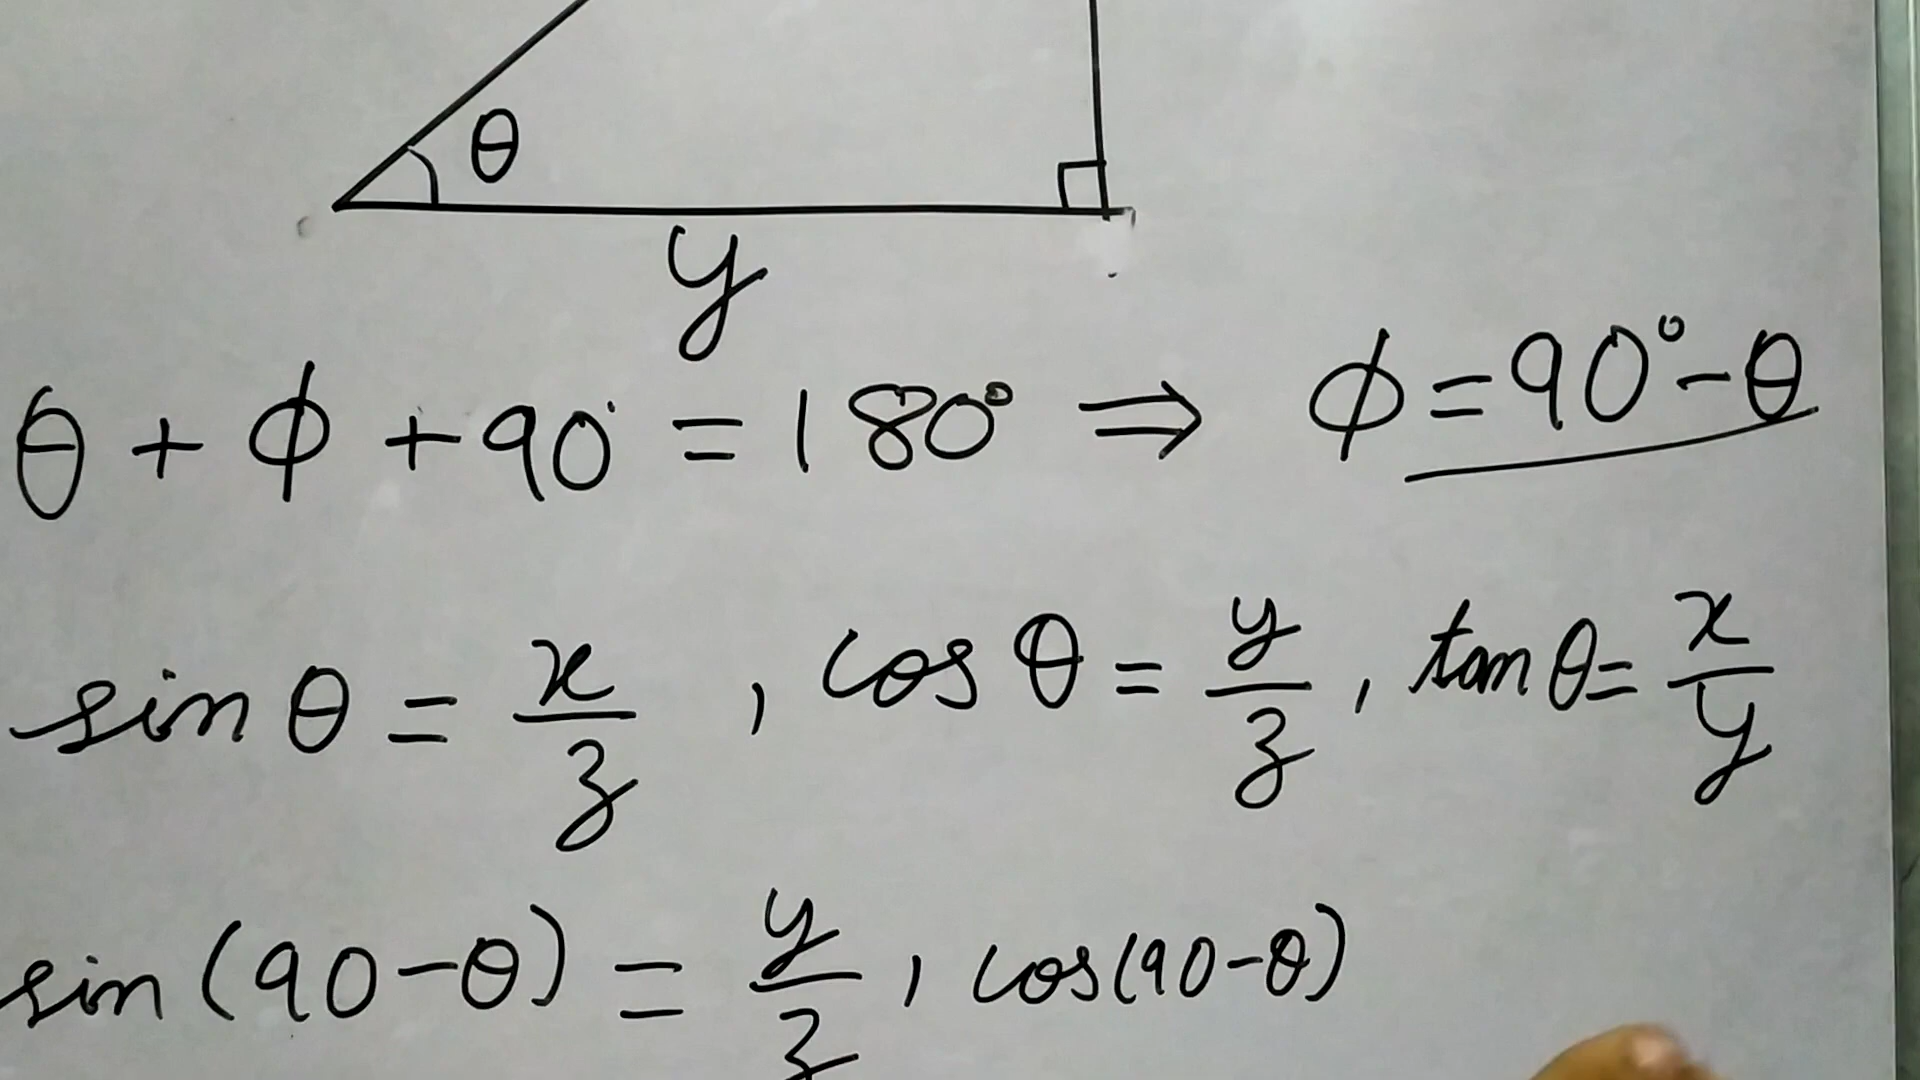 θ
y
θ + ϕ + 90° = 180° ⇒ ϕ = 90° - θ
sin θ = x/z , cos θ = y/z , tan θ = x/y
sin(90-θ) = y/z , cos(90-θ)